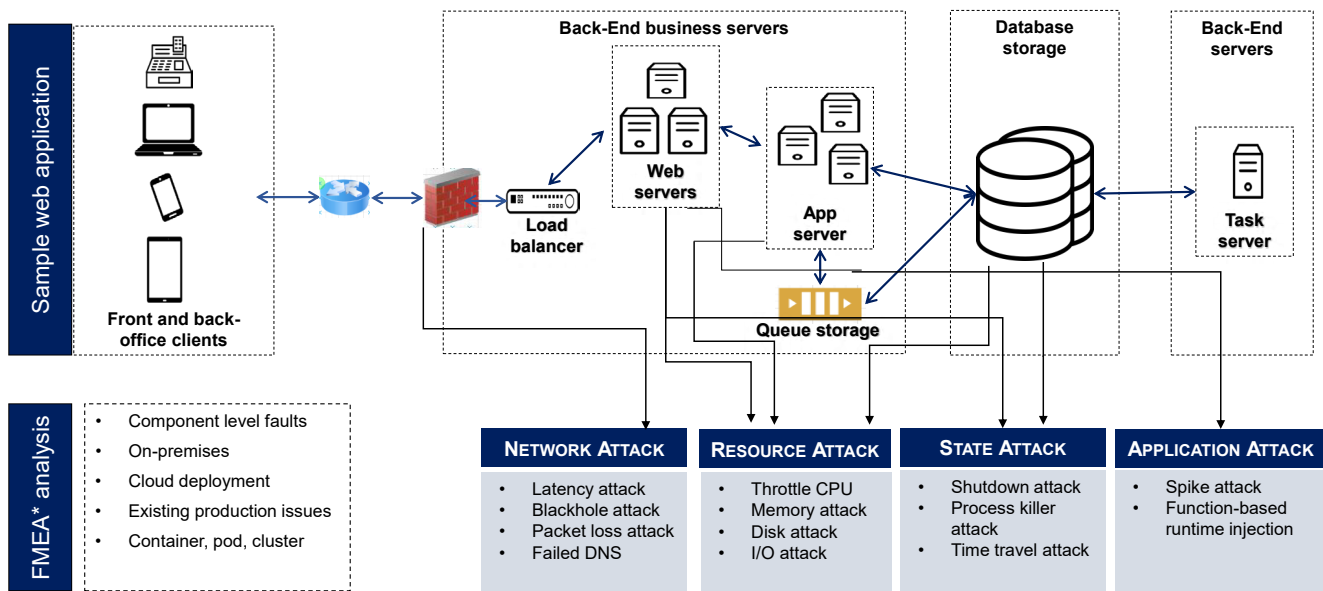 Sample web application
Front and back-
office clients
Back-End business servers
Load
balancer
Web
servers
App
server
Queue storage
Database
storage
Back-End
servers
Task
server
FMEA* analysis
• Component level faults
• On-premises
• Cloud deployment
• Existing production issues
• Container, pod, cluster
NETWORK ATTACK
• Latency attack
• Blackhole attack
• Packet loss attack
• Failed DNS
RESOURCE ATTACK
• Throttle CPU
• Memory attack
• Disk attack
• I/O attack
STATE ATTACK
• Shutdown attack
• Process killer
attack
• Time travel attack
APPLICATION ATTACK
• Spike attack
• Function-based
runtime injection